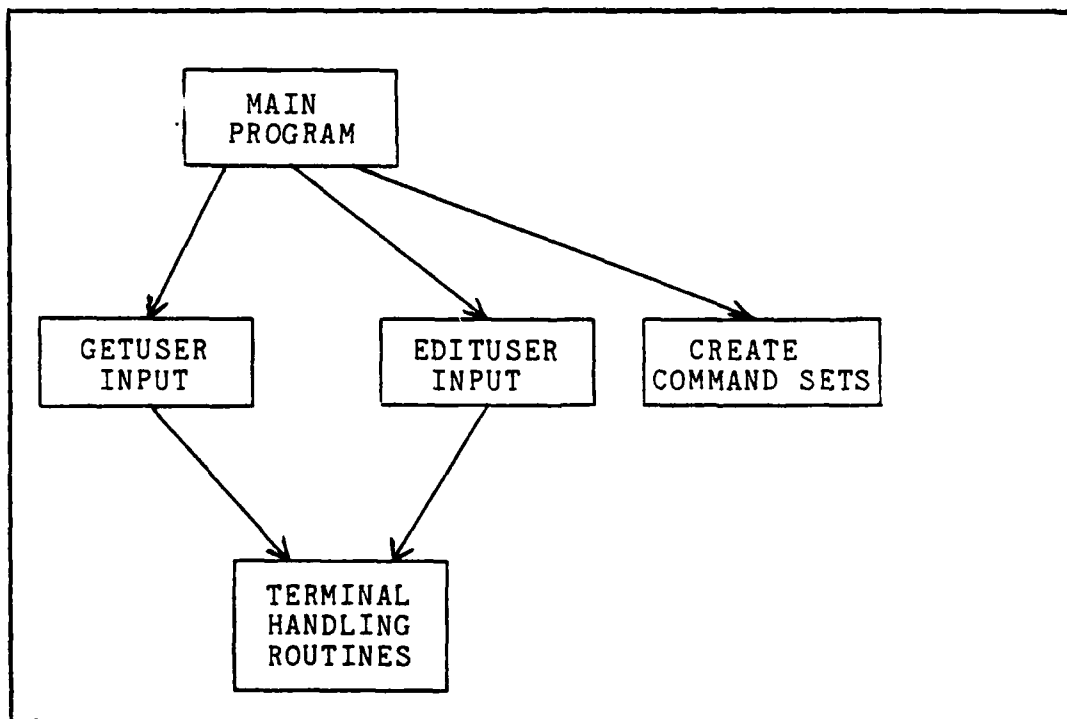 MAIN
PROGRAM
GETUSER
INPUT
EDITUSER
INPUT
CREATE
COMMAND SETS
TERMINAL
HANDLING
ROUTINES